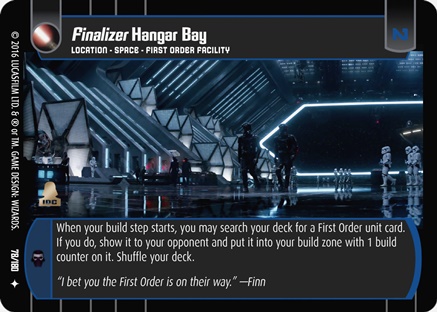 Finalizer Hangar Bay
LOCATION - SPACE - FIRST ORDER FACILITY
© 2016 LUCASFILM LTD. & ® or TM. GAME DESIGN: WIZARDS.
78/180
IDC
When your build step starts, you may search your deck for a First Order unit card.
If you do, show it to your opponent and put it into your build zone with 1 build
counter on it. Shuffle your deck.
“I bet you the First Order is on their way.” —Finn